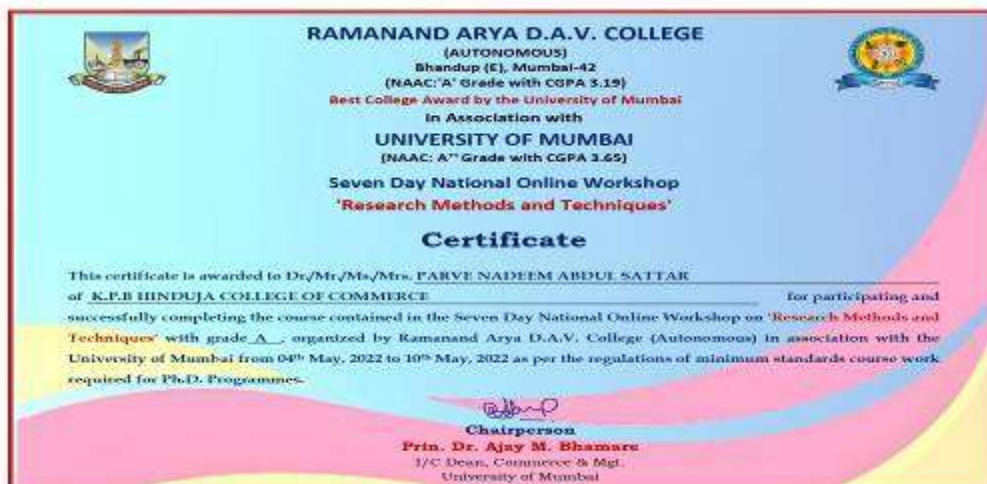 RAMANAND ARYA D.A.V. COLLEGE
(AUTONOMOUS)
Bhandup (E), Mumbai-42
(NAAC:'A' Grade with CGPA 3.19)
Best College Award by the University of Mumbai
In Association with
UNIVERSITY OF MUMBAI
(NAAC: A⁺⁺ Grade with CGPA 3.65)
Seven Day National Online Workshop
'Research Methods and Techniques'
Certificate
This certificate is awarded to Dr./Mr./Ms./Mrs. PARVE NADEEM ABDUL SATTAR
of K.P.B HINDUJA COLLEGE OF COMMERCE for participating and
successfully completing the course contained in the Seven Day National Online Workshop on 'Research Methods and
Techniques' with grade A , organized by Ramanand Arya D.A.V. College (Autonomous) in association with the
University of Mumbai from 04th May, 2022 to 10th May, 2022 as per the regulations of minimum standards course work
required for Ph.D. Programmes.
Chairperson
Prin. Dr. Ajay M. Bhamare
I/C Dean, Commerce & Mgt.
University of Mumbai